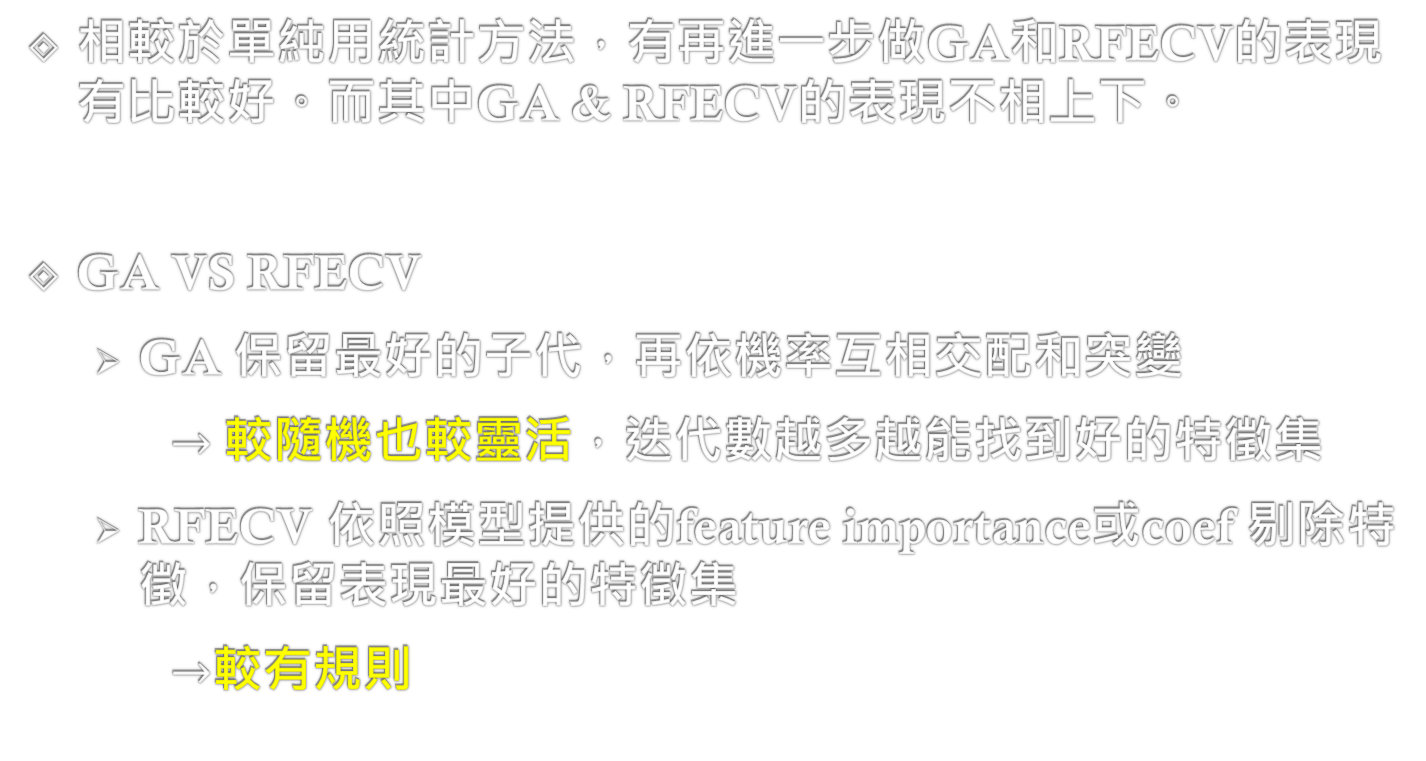 ◈ 相較於單純用統計方法，有再進一步做GA和RFECV的表現
有比較好。而其中GA & RFECV的表現不相上下。
◈ GA VS RFECV
➢ GA 保留最好的子代，再依機率互相交配和突變
→ 較隨機也較靈活，迭代數越多越能找到好的特徵集
➢ RFECV 依照模型提供的feature importance或coef 剔除特
徵，保留表現最好的特徵集
→較有規則